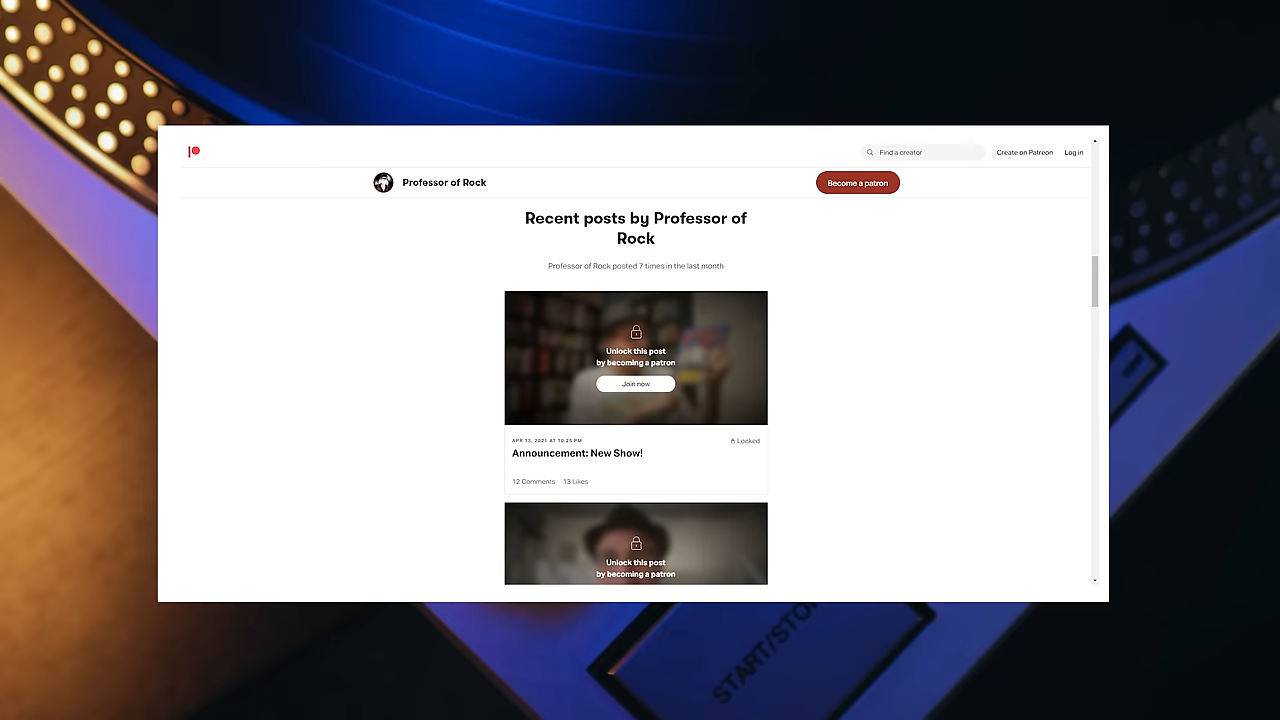 Find a creator
Create on Patreon
Log in
Professor of Rock
Become a patron
Recent posts by Professor of
Rock
Professor of Rock posted 7 times in the last month
Unlock this post
by becoming a patron
Join now
APR 13, 2021 AT 10:25 PM
Locked
Announcement: New Show!
12 Comments
13 Likes
Unlock this post
by becoming a patron
START/STOP